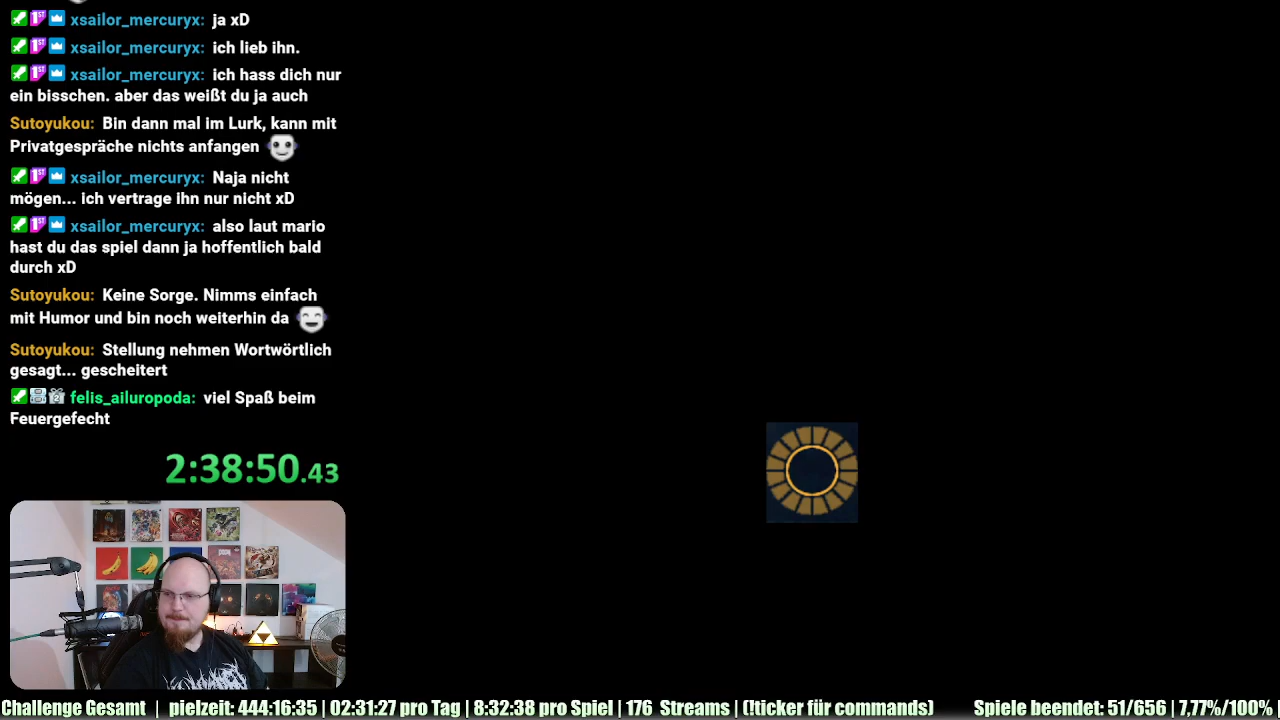 xsailor_mercuryx: ja xD
xsailor_mercuryx: ich lieb ihn.
xsailor_mercuryx: ich hass dich nur
ein bisschen. aber das weißt du ja auch
Sutoyukou: Bin dann mal im Lurk, kann mit
Privatgespräche nichts anfangen
xsailor_mercuryx: Naja nicht
mögen... ich vertrage ihn nur nicht xD
xsailor_mercuryx: also laut mario
hast du das spiel dann ja hoffentlich bald
durch xD
Sutoyukou: Keine Sorge. Nimms einfach
mit Humor und bin noch weiterhin da
Sutoyukou: Stellung nehmen Wortwörtlich
gesagt... gescheitert
felis_ailuropoda: viel Spaß beim
Feuergefecht
2:38:50.43
Challenge Gesamt | pielzeit: 444:16:35 | 02:31:27 pro Tag | 8:32:38 pro Spiel | 176 Streams | (!ticker für commands) Spiele beendet: 51/656 | 7,77%/100%